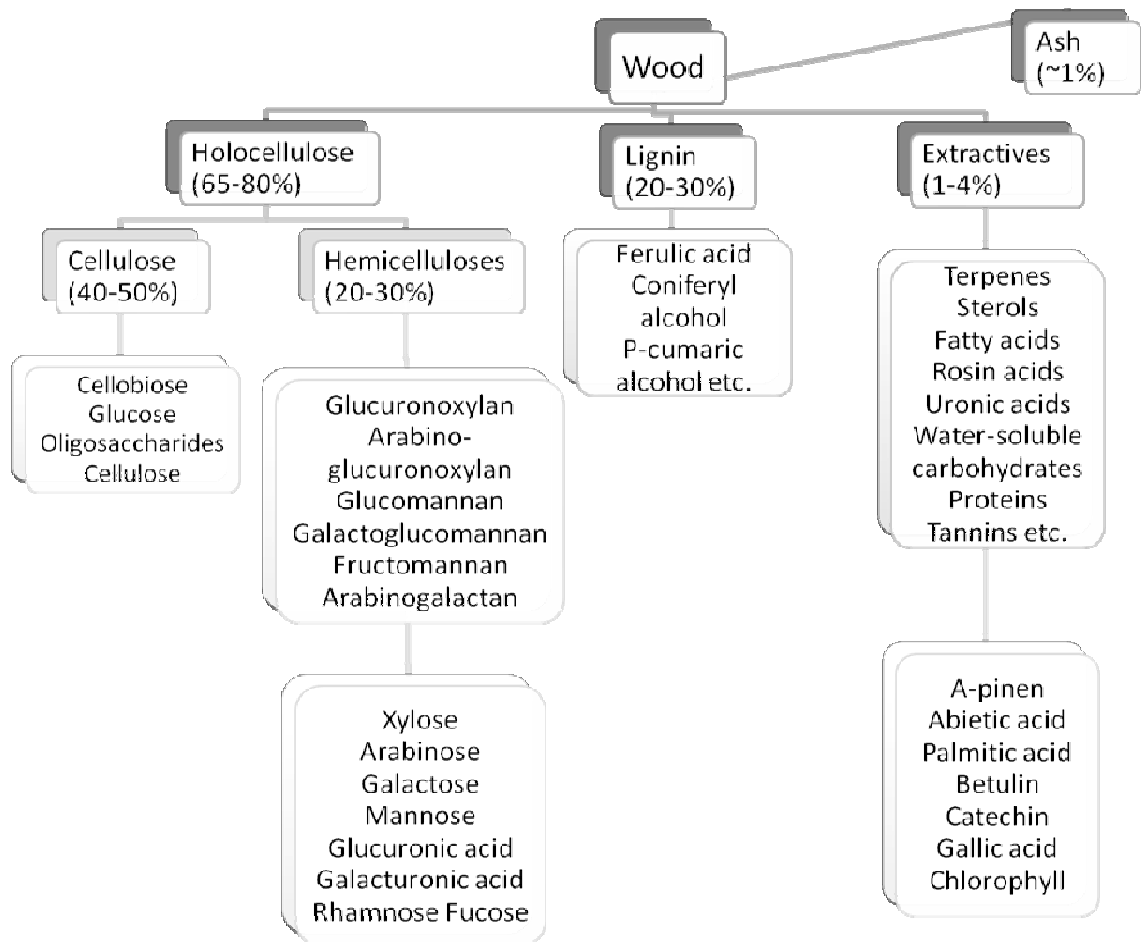 Wood
Ash
(~1%)
Holocellulose
(65-80%)
Lignin
(20-30%)
Extractives
(1-4%)
Cellulose
(40-50%)
Hemicelluloses
(20-30%)
Cellobiose
Glucose
Oligosaccharides
Cellulose
Glucuronoxylan
Arabino-
glucuronoxylan
Glucomannan
Galactoglucomannan
Fructomannan
Arabinogalactan
Xylose
Arabinose
Galactose
Mannose
Glucuronic acid
Galacturonic acid
Rhamnose Fucose
Ferulic acid
Coniferyl
alcohol
P-cumaric
alcohol etc.
Terpenes
Sterols
Fatty acids
Rosin acids
Uronic acids
Water-soluble
carbohydrates
Proteins
Tannins etc.
A-pinen
Abietic acid
Palmitic acid
Betulin
Catechin
Gallic acid
Chlorophyll